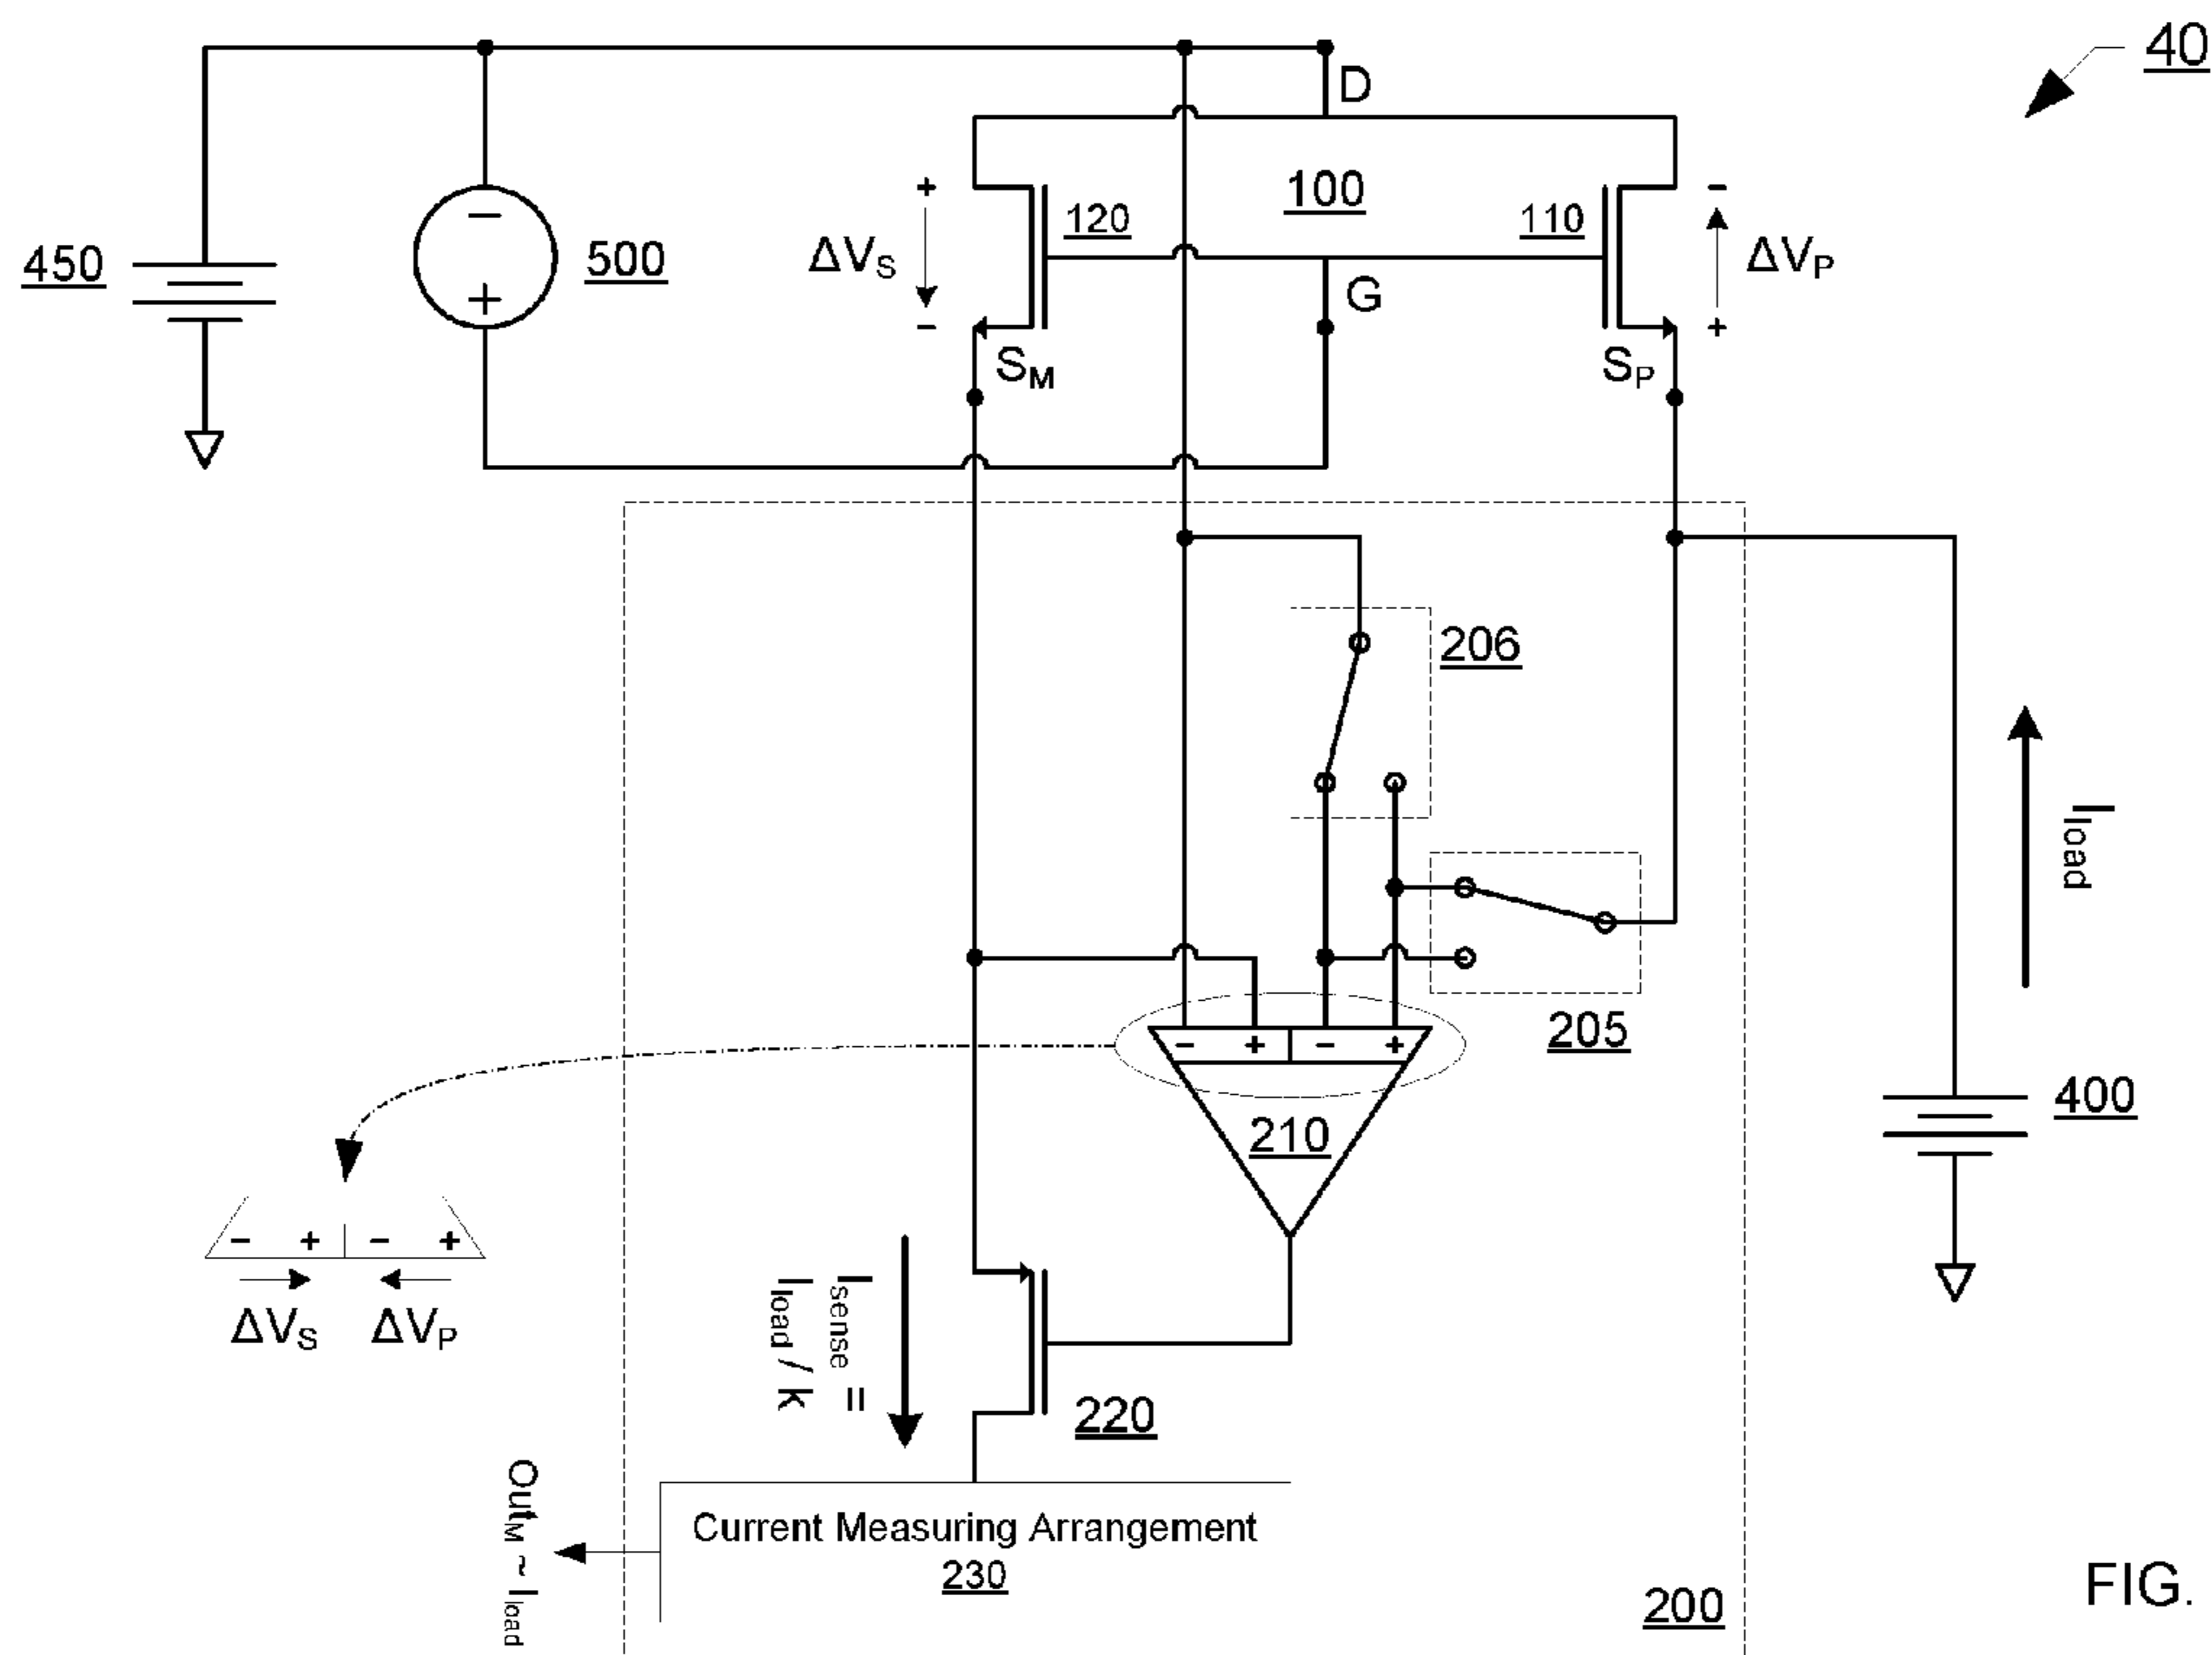 40
D
100
120
110
450
500
ΔVS
ΔVP
+
-
-
+
−
+
G
SM
SP
206
205
Iload
400
- + - +
210
- + - +
ΔVS ΔVP
Isense =
Iload / k
220
OutM ~ Iload
Current Measuring Arrangement
230
200
FIG.